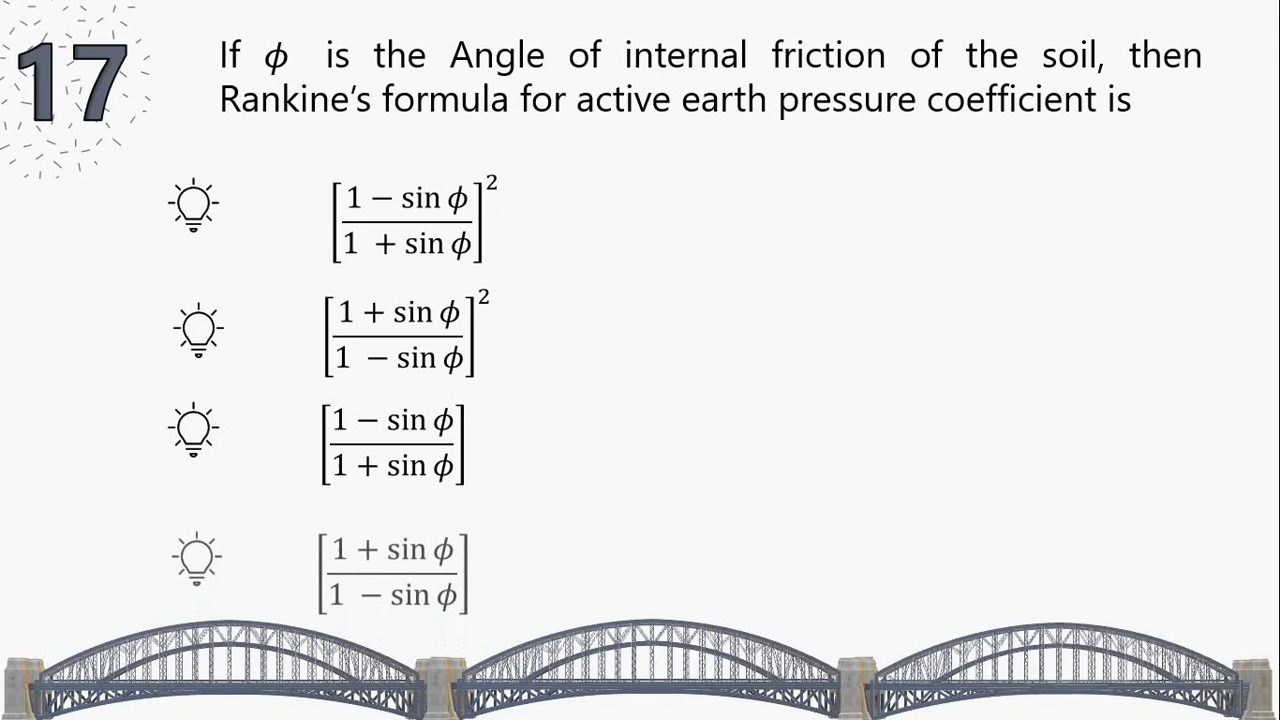 17
If ϕ is the Angle of internal friction of the soil, then
Rankine’s formula for active earth pressure coefficient is
[(1 − sin ϕ)/(1 + sin ϕ)]²
[(1 + sin ϕ)/(1 − sin ϕ)]²
[(1 − sin ϕ)/(1 + sin ϕ)]
[(1 + sin ϕ)/(1 − sin ϕ)]